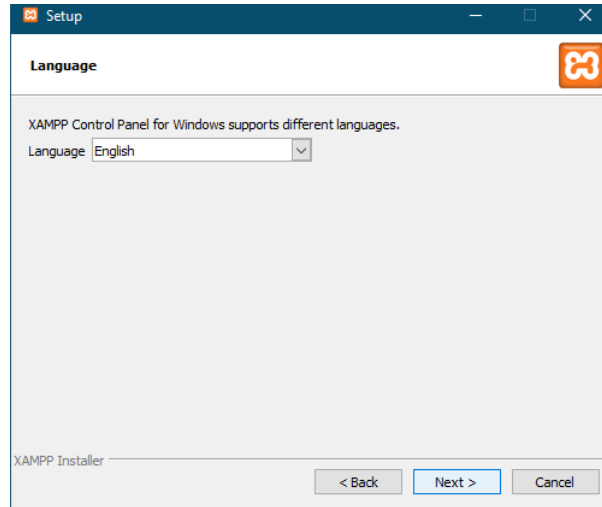 Setup
Language
XAMPP Control Panel for Windows supports different languages.
Language English
XAMPP Installer
< Back Next > Cancel